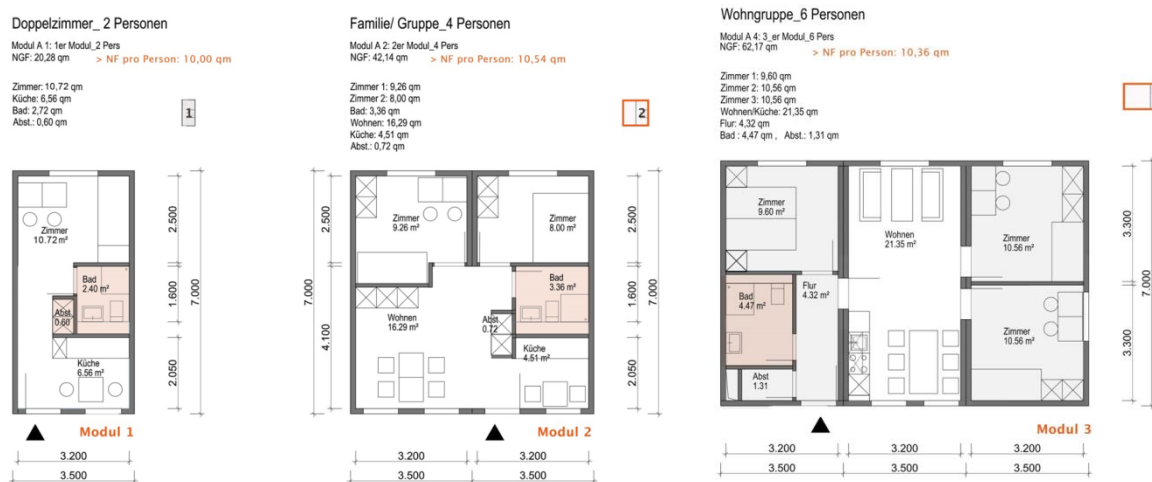 Doppelzimmer_ 2 Personen
Modul A 1: 1er Modul_2 Pers
NGF: 20,28 qm > NF pro Person: 10,00 qm
Zimmer: 10,72 qm
Küche: 6,56 qm
Bad: 2,72 qm
Abst.: 0,60 qm
1
Zimmer
10.72 m²
Bad
2.40 m²
Abst
0.60
Küche
6.56 m²
2.500
1.600
2.050
7.000
Modul 1
3.200
3.500
Familie/ Gruppe_4 Personen
Modul A 2: 2er Modul_4 Pers
NGF: 42,14 qm > NF pro Person: 10,54 qm
Zimmer 1: 9,26 qm
Zimmer 2: 8,00 qm
Bad: 3,36 qm
Wohnen: 16,29 qm
Küche: 4,51 qm
Abst.: 0,72 qm
2
7.000
2.500
4.100
Zimmer
9.26 m²
Zimmer
8.00 m²
Bad
3.36 m²
Wohnen
16.29 m²
Abst
0.72
Küche
4.51 m²
2.500
1.600
2.050
7.000
Modul 2
3.200 3.200
3.500 3.500
Wohngruppe_6 Personen
Modul A 4: 3_er Modul_6 Pers
NGF: 62,17 qm > NF pro Person: 10,36 qm
Zimmer 1: 9,60 qm
Zimmer 2: 10,56 qm
Zimmer 3: 10,56 qm
Wohnen/Küche: 21,35 qm
Flur: 4,32 qm
Bad : 4,47 qm , Abst.: 1,31 qm
Zimmer
9.60 m²
Wohnen
21.35 m²
Zimmer
10.56 m²
Bad
4.47 m²
Flur
4.32 m²
Zimmer
10.56 m²
Abst
1.31
3.300
3.300
7.000
Modul 3
3.200 3.200 3.200
3.500 3.500 3.500